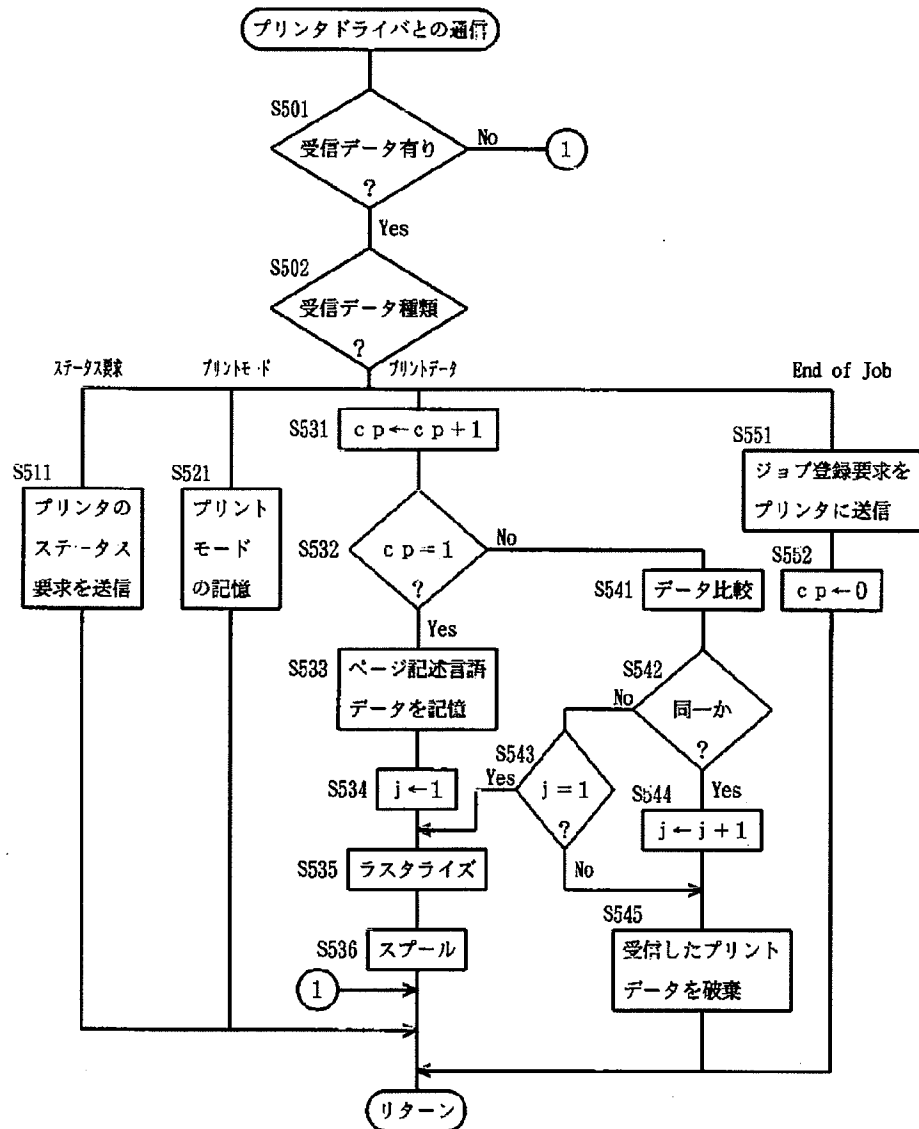 プリンタドライバとの通信
S501
受信データ有り
?
No
1
Yes
S502
受信データ種類
?
ステータス要求
プリントモード
プリントデータ
End of Job
S531
cp←cp+1
S551
ジョブ登録要求を
プリンタに送信
S511
プリンタの
ステータス
要求を送信
S521
プリント
モード
の記憶
S532
cp=1
?
No
Yes
S552
cp←0
S541
データ比較
S533
ページ記述言語
データを記憶
S542
同一か
?
No
Yes
S543
j=1
?
Yes
No
S534
j←1
S544
j←j+1
S535
ラスタライズ
S545
受信したプリント
データを破棄
S536
スプール
1
リターン